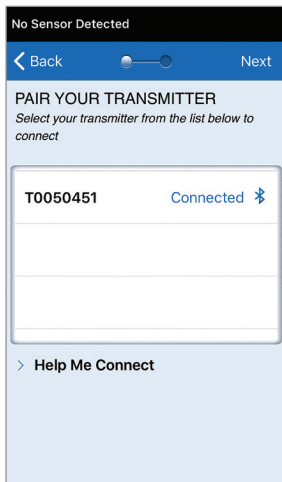 No Sensor Detected
Back Next
PAIR YOUR TRANSMITTER
Select your transmitter from the list below to
connect
T0050451 Connected
Help Me Connect